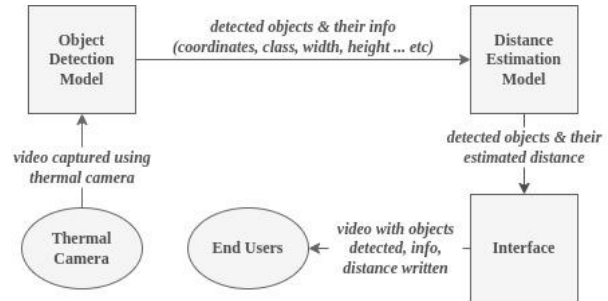 Object
Detection
Model
detected objects & their info
(coordinates, class, width, height ... etc)
Distance
Estimation
Model
video captured using
thermal camera
detected objects & their
estimated distance
Thermal
Camera
End Users
video with objects
detected, info,
distance written
Interface